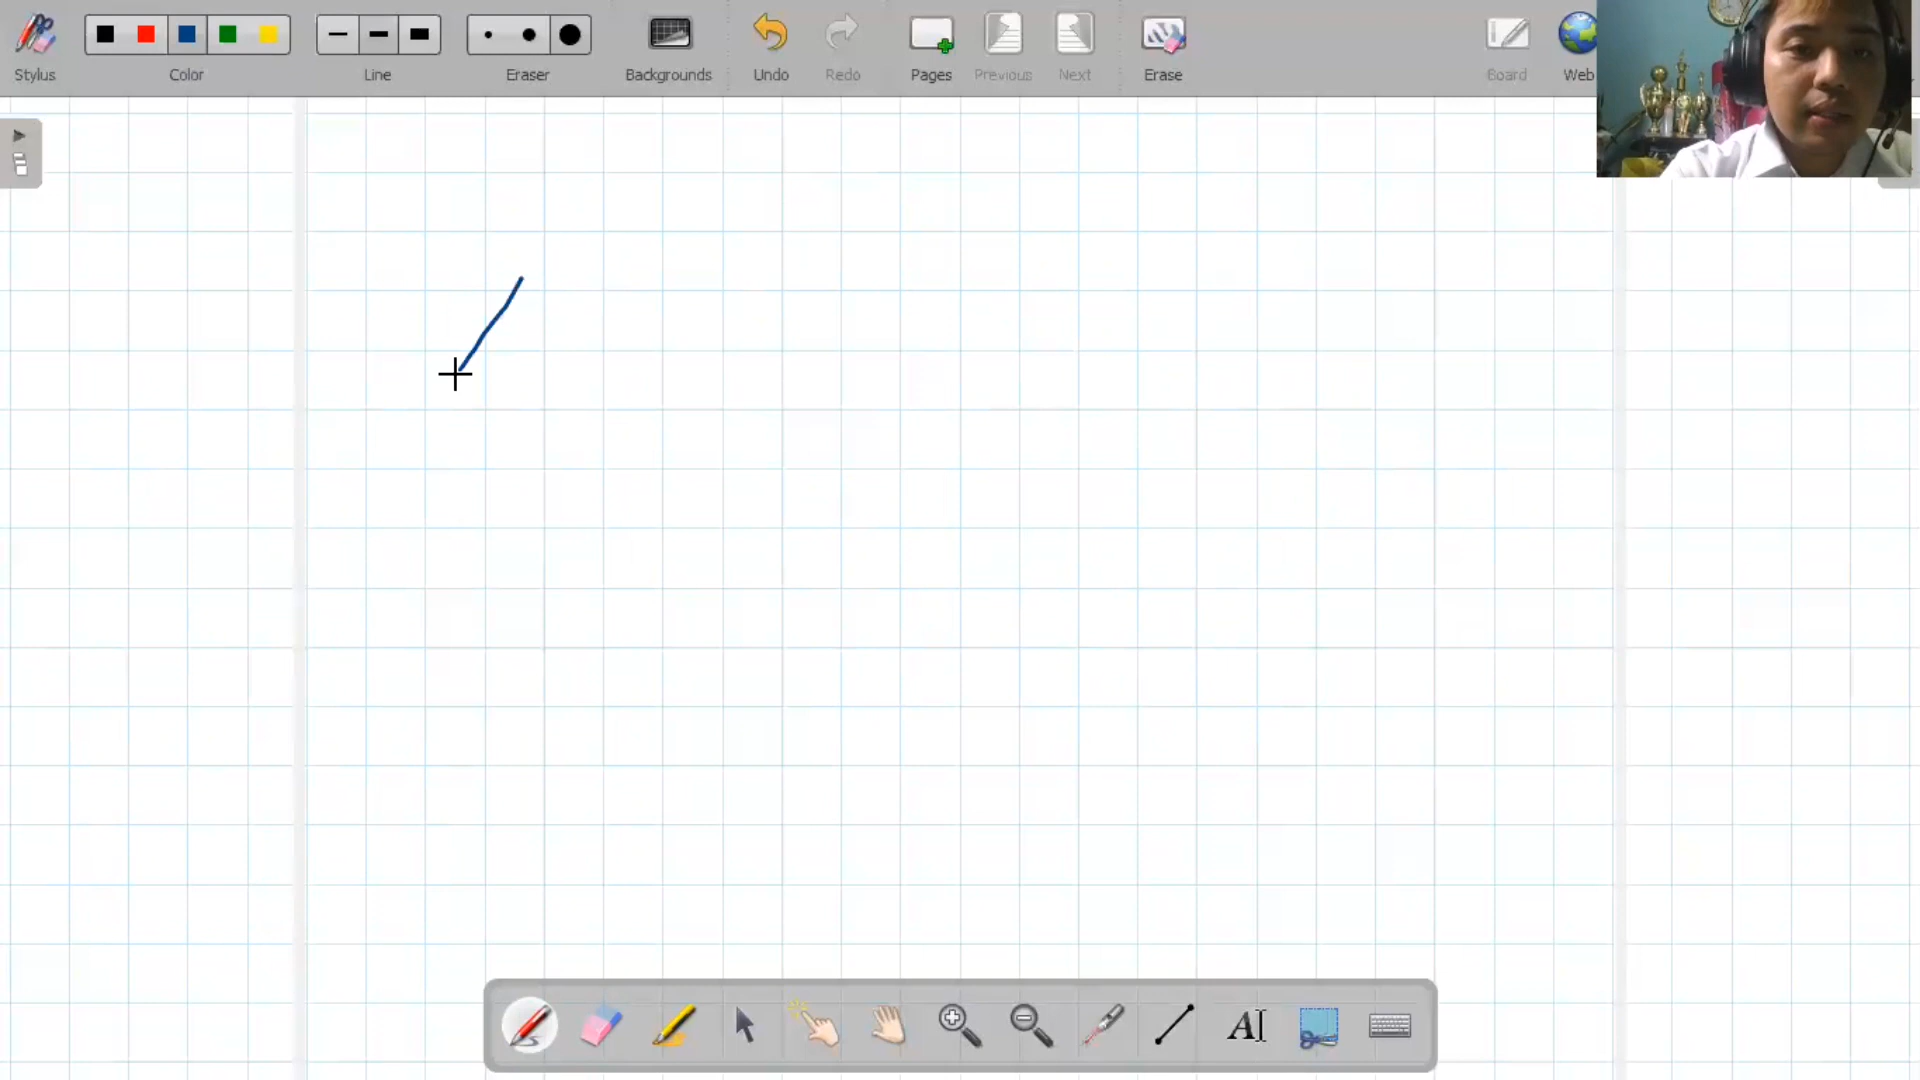 Stylus
Color
Line
Eraser
Backgrounds
Undo
Redo
Pages
Previous
Next
Erase
Board
Web